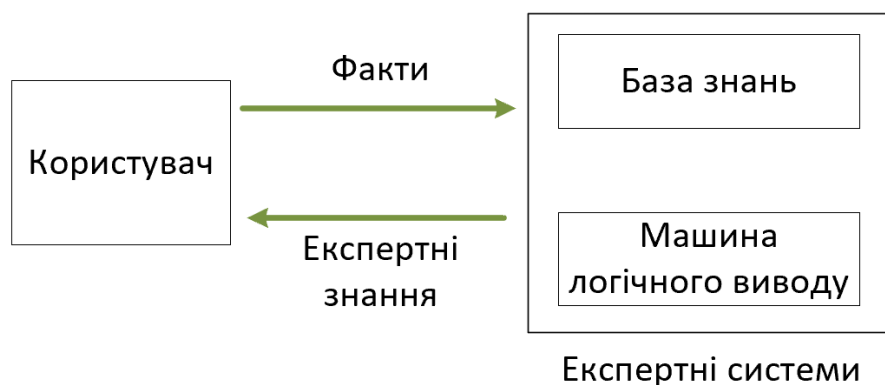 Факти
База знань
Користувач
Експертні
знання
Машина
логічного виводу
Експертні системи